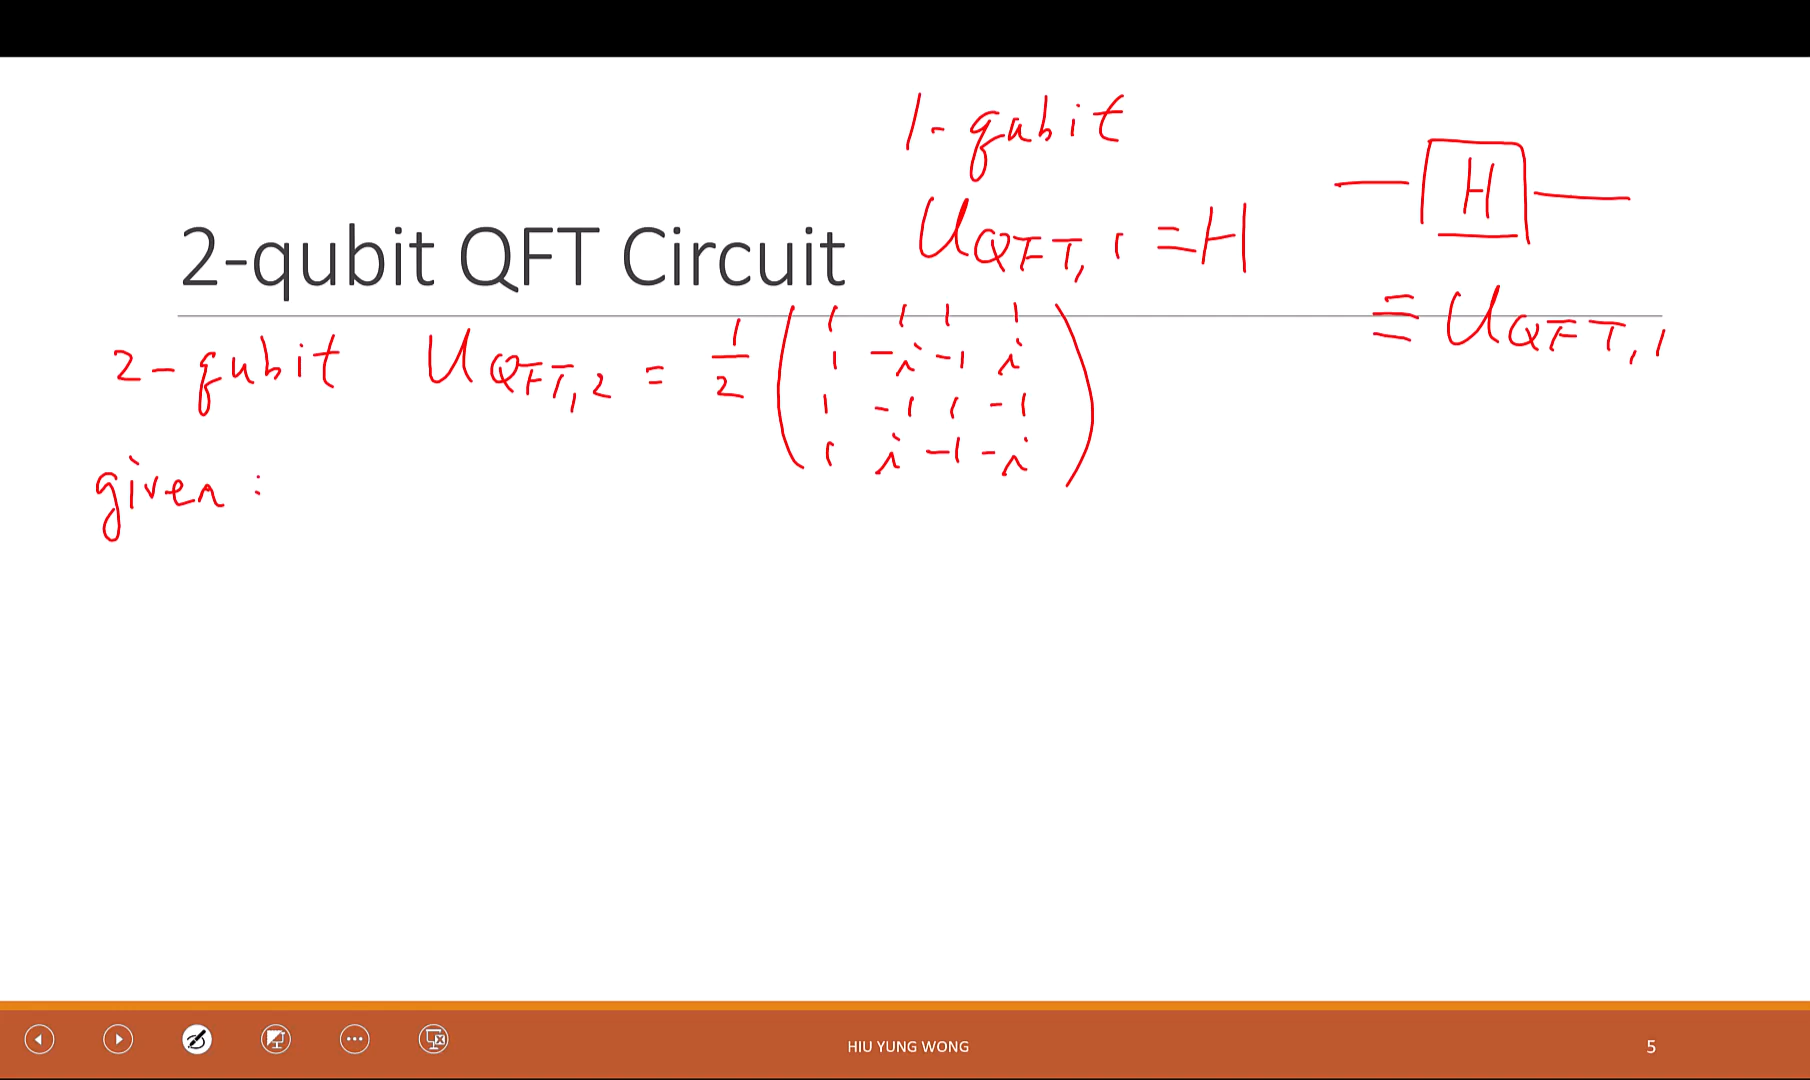 1-qubit
H
2-qubit QFT Circuit
U_QFT,1 = H
≡ U_QFT,1
2-qubit U_QFT,2 = 1/2 ( 1 1 1 1
1 -i -1 i
1 -1 1 -1
1 i -1 -i )
given :
HIU YUNG WONG
5